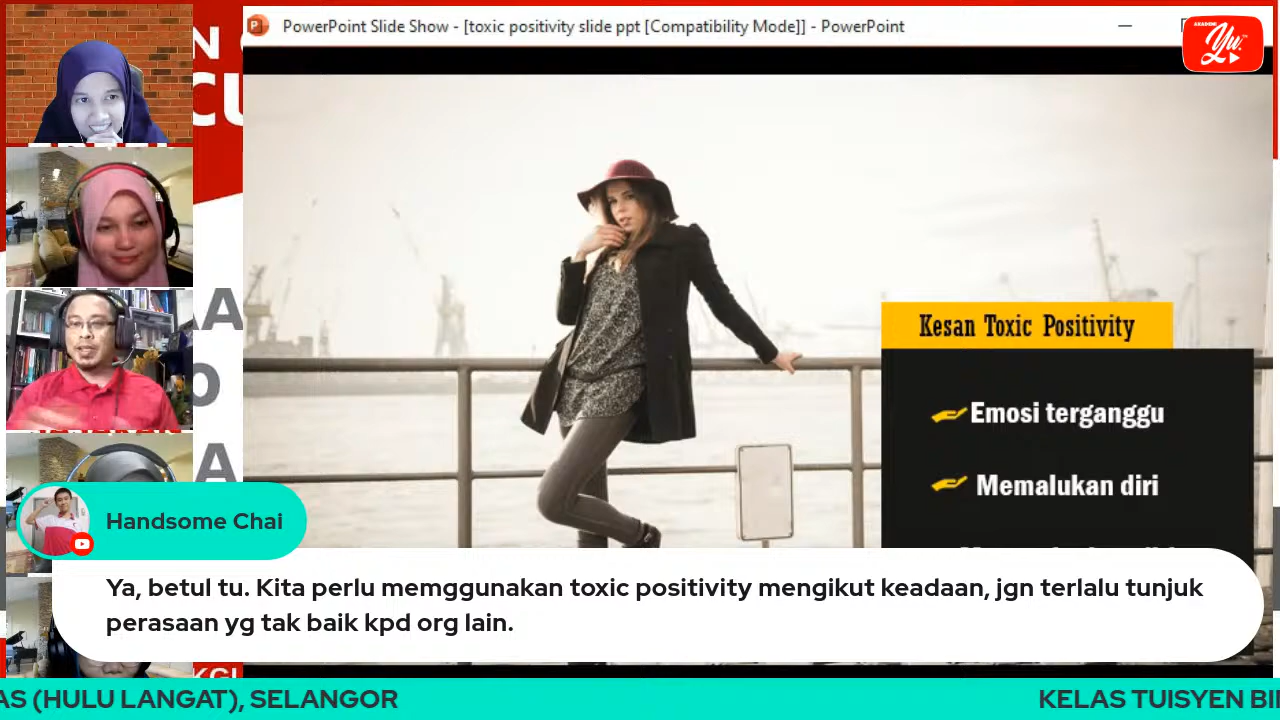 PowerPoint Slide Show - [toxic positivity slide ppt [Compatibility Mode]] - PowerPoint
Yu
Kesan Toxic Positivity
Emosi terganggu
Memalukan diri
Handsome Chai
Ya, betul tu. Kita perlu memggunakan toxic positivity mengikut keadaan, jgn terlalu tunjuk
perasaan yg tak baik kpd org lain.
AS (HULU LANGAT), SELANGOR
KELAS TUISYEN BI